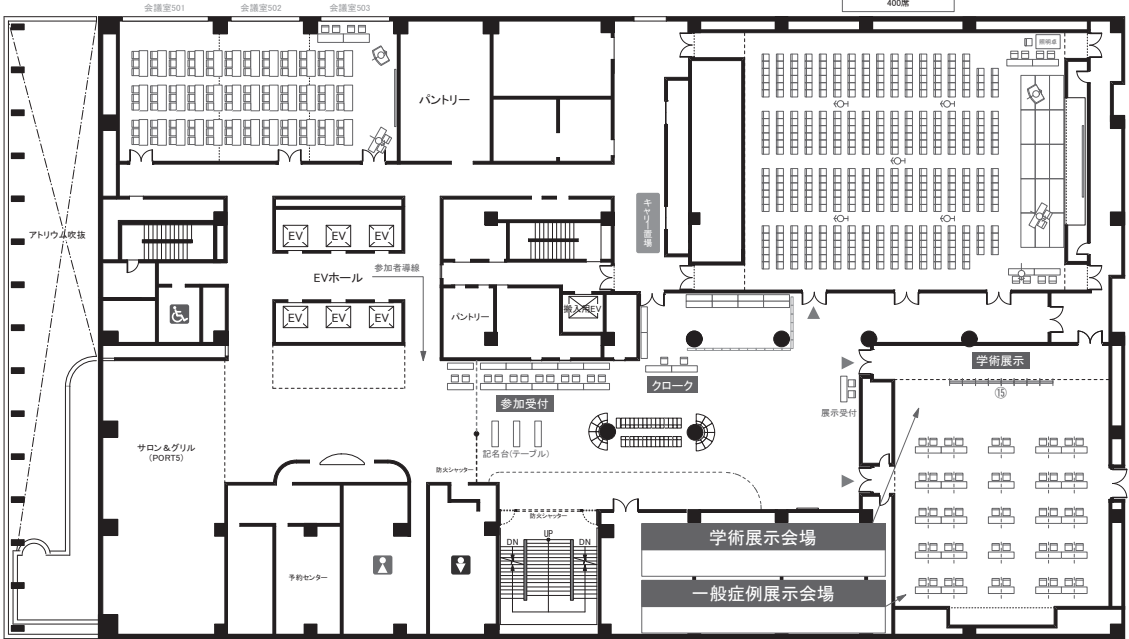 会議室501
会議室502
会議室503
400席
照明卓
パントリー
キャリー置場
アトリウム吹抜
EV
EV
EV
EVホール
参加者導線
EV
EV
EV
パントリー
搬入用EV
クローク
学術展示
⑮
展示受付
参加受付
記名台(テーブル)
サロン&グリル
(PORT5)
防火シャッター
防火シャッター
UP
DN
DN
予約センター
学術展示会場
一般症例展示会場